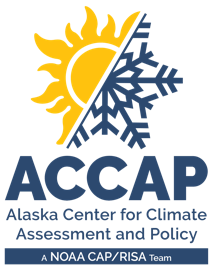 ACCAP
Alaska Center for Climate
Assessment and Policy
A NOAA CAP/RISA Team